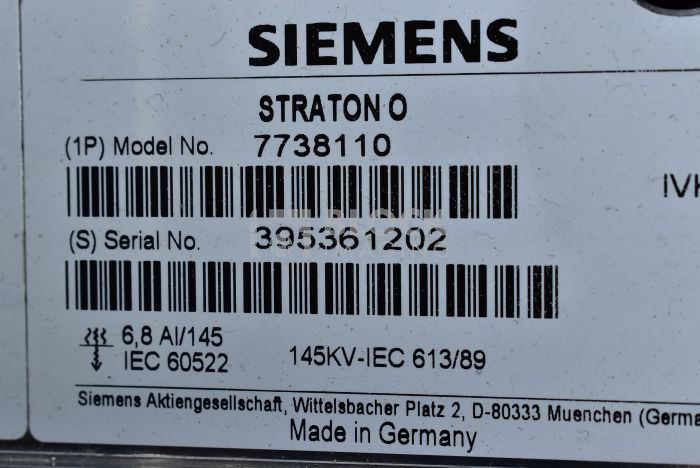 SIEMENS
STRATON O
(1P) Model No. 7738110
IVK
(S) Serial No. 395361202
6,8 Al/145
IEC 60522 145KV-IEC 613/89
Siemens Aktiengesellschaft, Wittelsbacher Platz 2, D-80333 Muenchen (Germa
Made in Germany